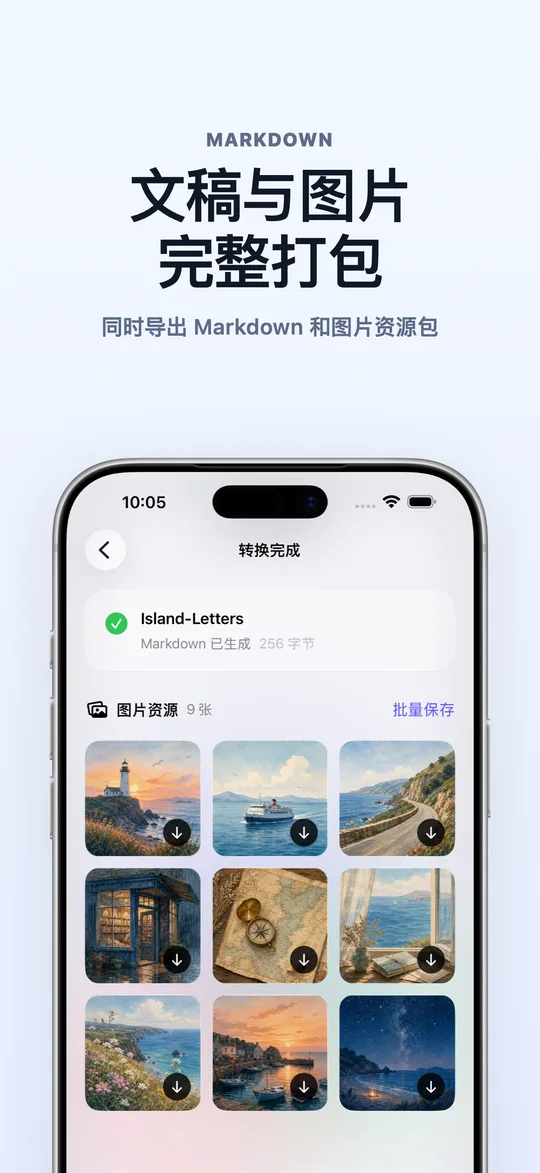 MARKDOWN
文稿与图片
完整打包
同时导出 Markdown 和图片资源包
10:05
转换完成
Island-Letters
Markdown 已生成 256 字节
图片资源 9 张 批量保存